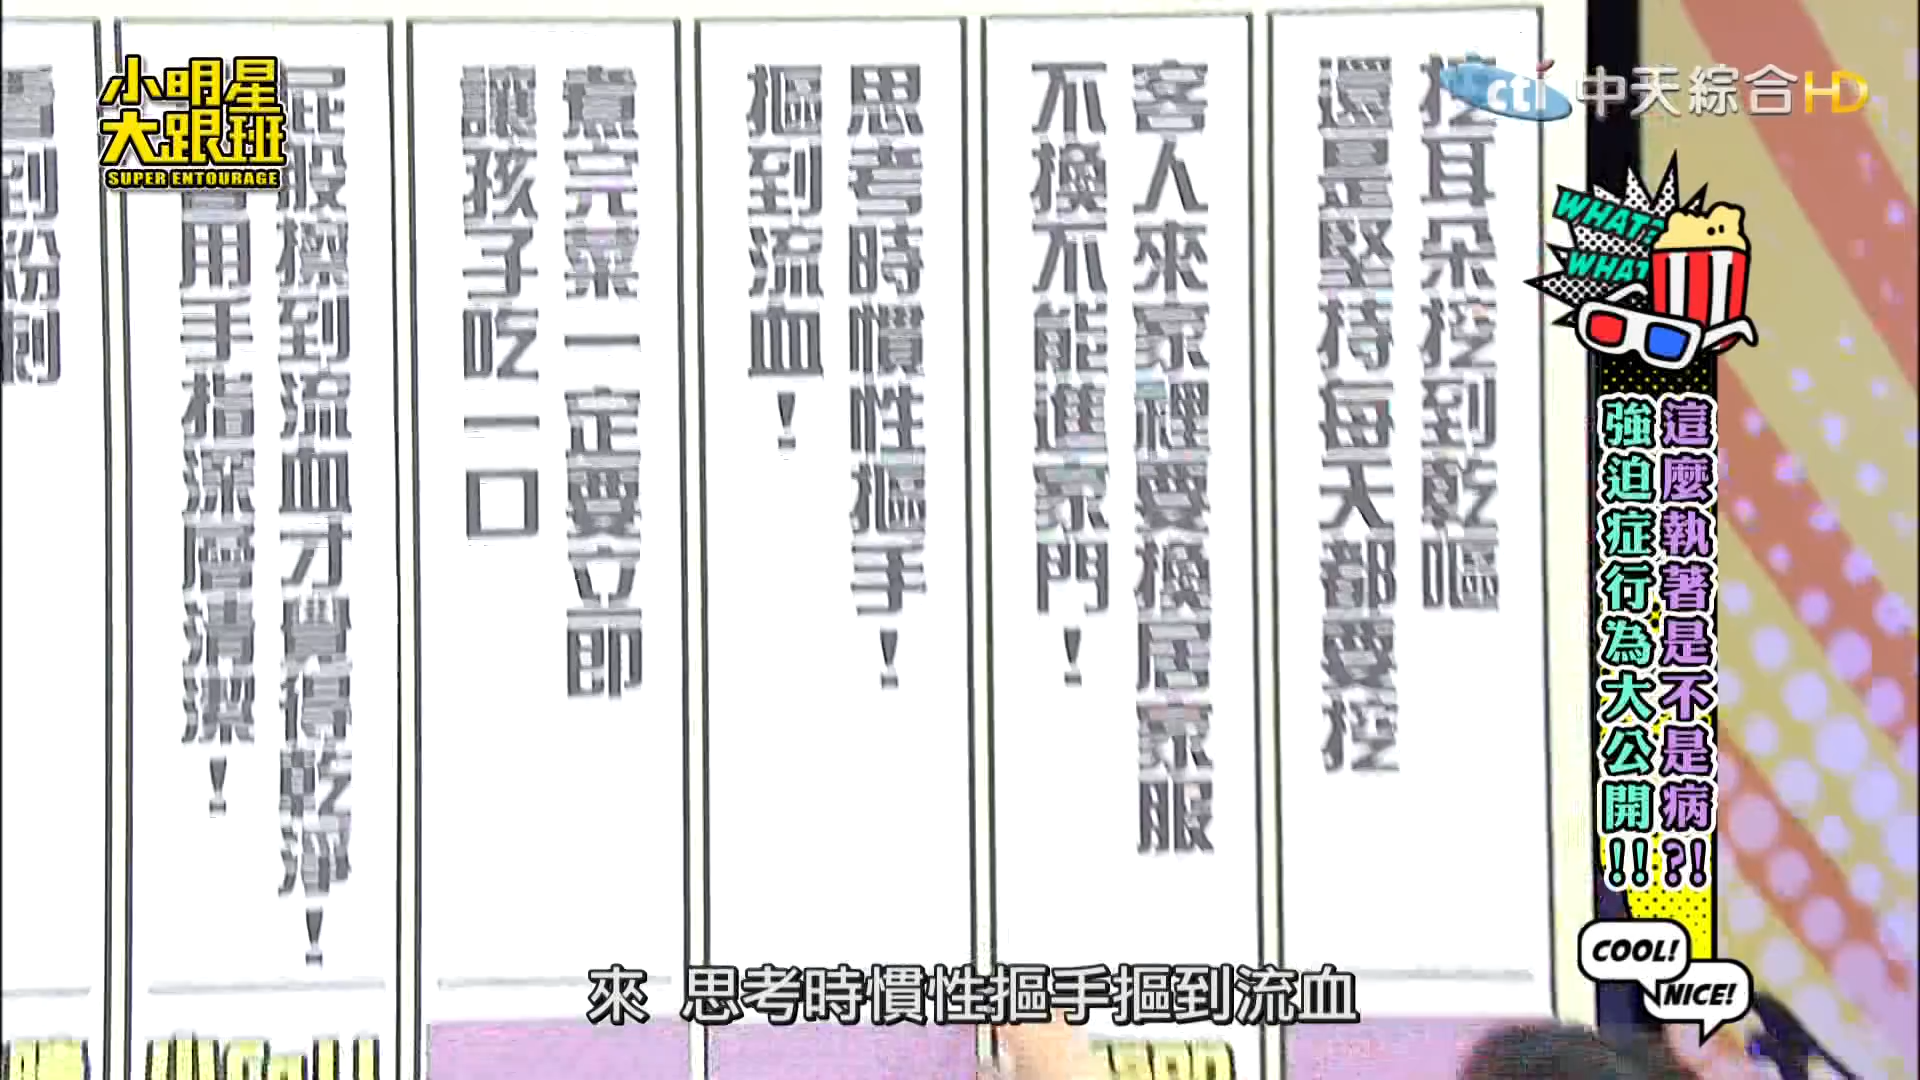 小明星
大跟班
SUPER ENTOURAGE
cti 中天綜合HD
挖耳朵挖到乾嘔
還是堅持每天都要挖
客人來家裡要換居家服
不換不能進家門!
思考時慣性摳手!
摳到流血!
煮完菜一定要立即
讓孩子吃一口
屁股擦到流血才覺得乾淨!
用手指深層清潔!
看到粉刺
WHAT?
WHAT
這麼執著是不是病?!
強迫症行為大公開!!
COOL!
NICE!
來 思考時慣性摳手摳到流血